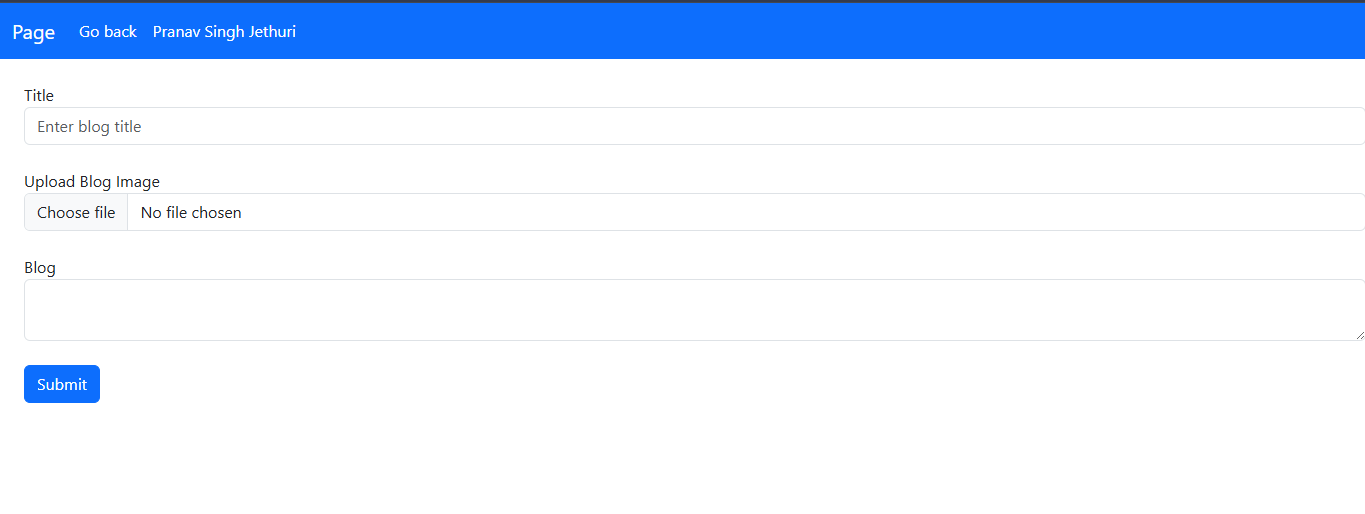 Page Go back Pranav Singh Jethuri
Title
Enter blog title
Upload Blog Image
Choose file No file chosen
Blog
Submit